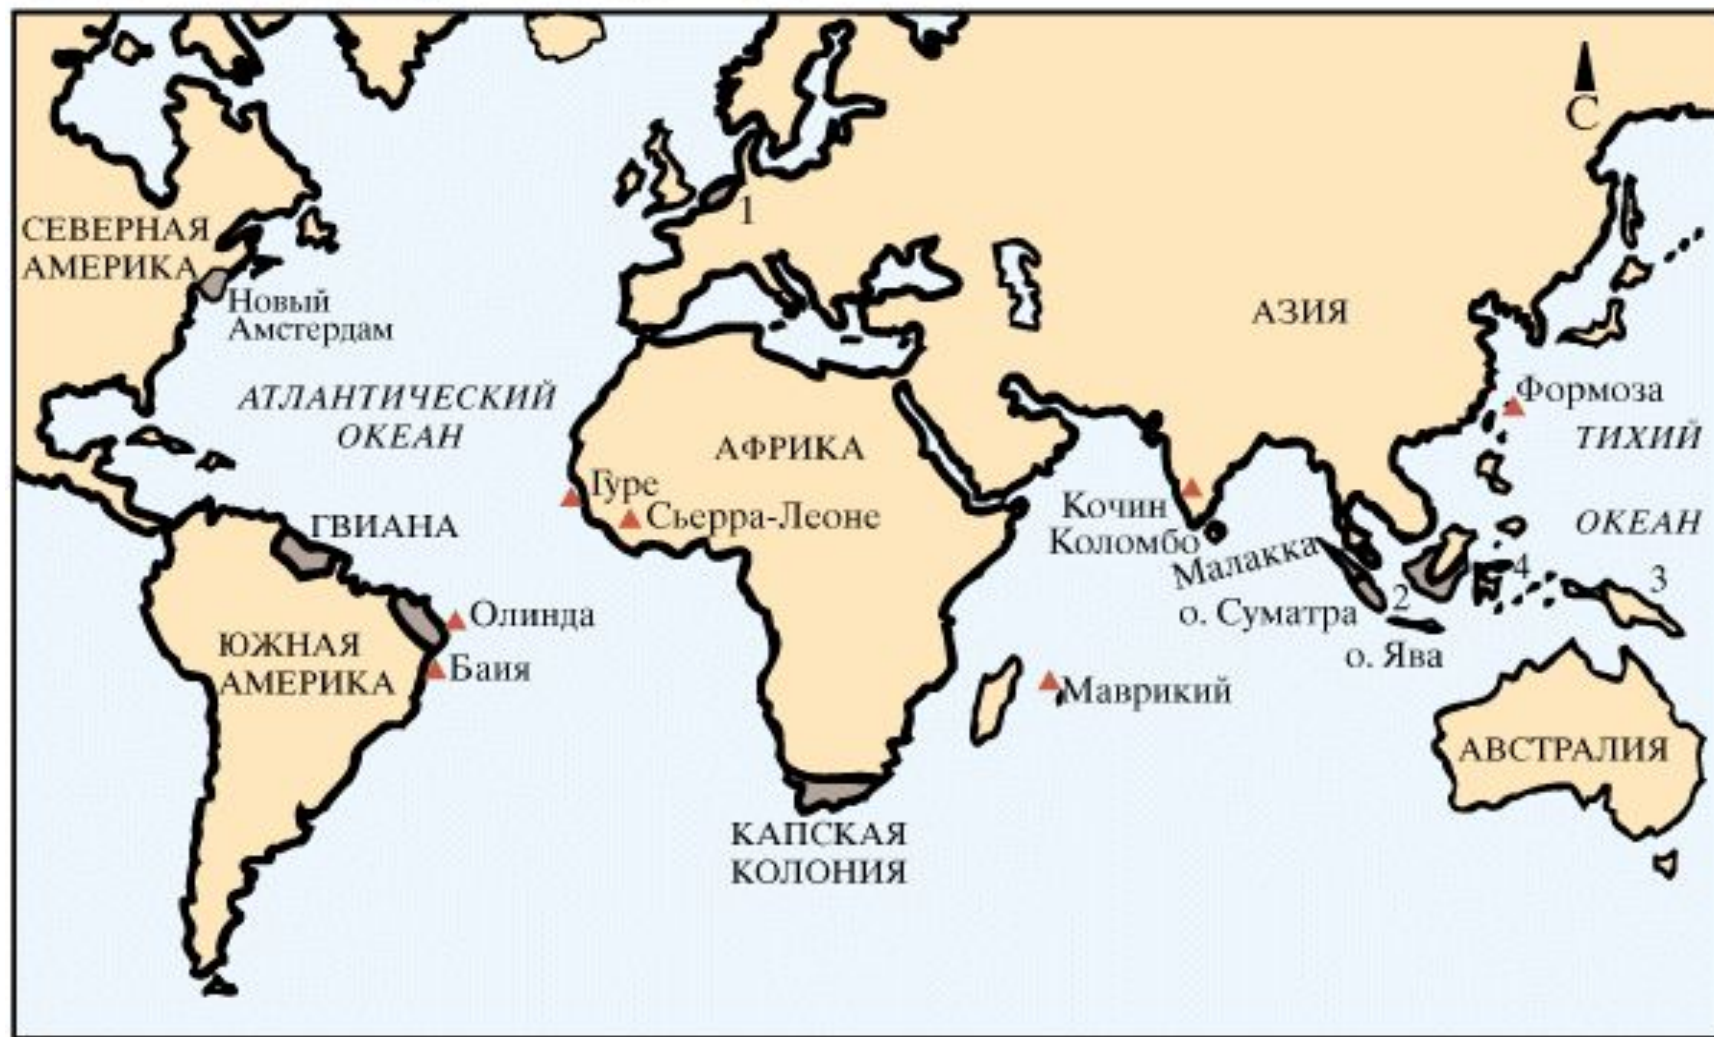 С
1
СЕВЕРНАЯ
АМЕРИКА
Новый
Амстердам
АЗИЯ
АТЛАНТИЧЕСКИЙ
ОКЕАН
Формоза
ТИХИЙ
ОКЕАН
АФРИКА
Гуре
Сьерра-Леоне
Кочин
Коломбо
Малакка
ГВИАНА
4
3
2
о. Суматра
о. Ява
Олинда
Баия
ЮЖНАЯ
АМЕРИКА
Маврикий
АВСТРАЛИЯ
КАПСКАЯ
КОЛОНИЯ